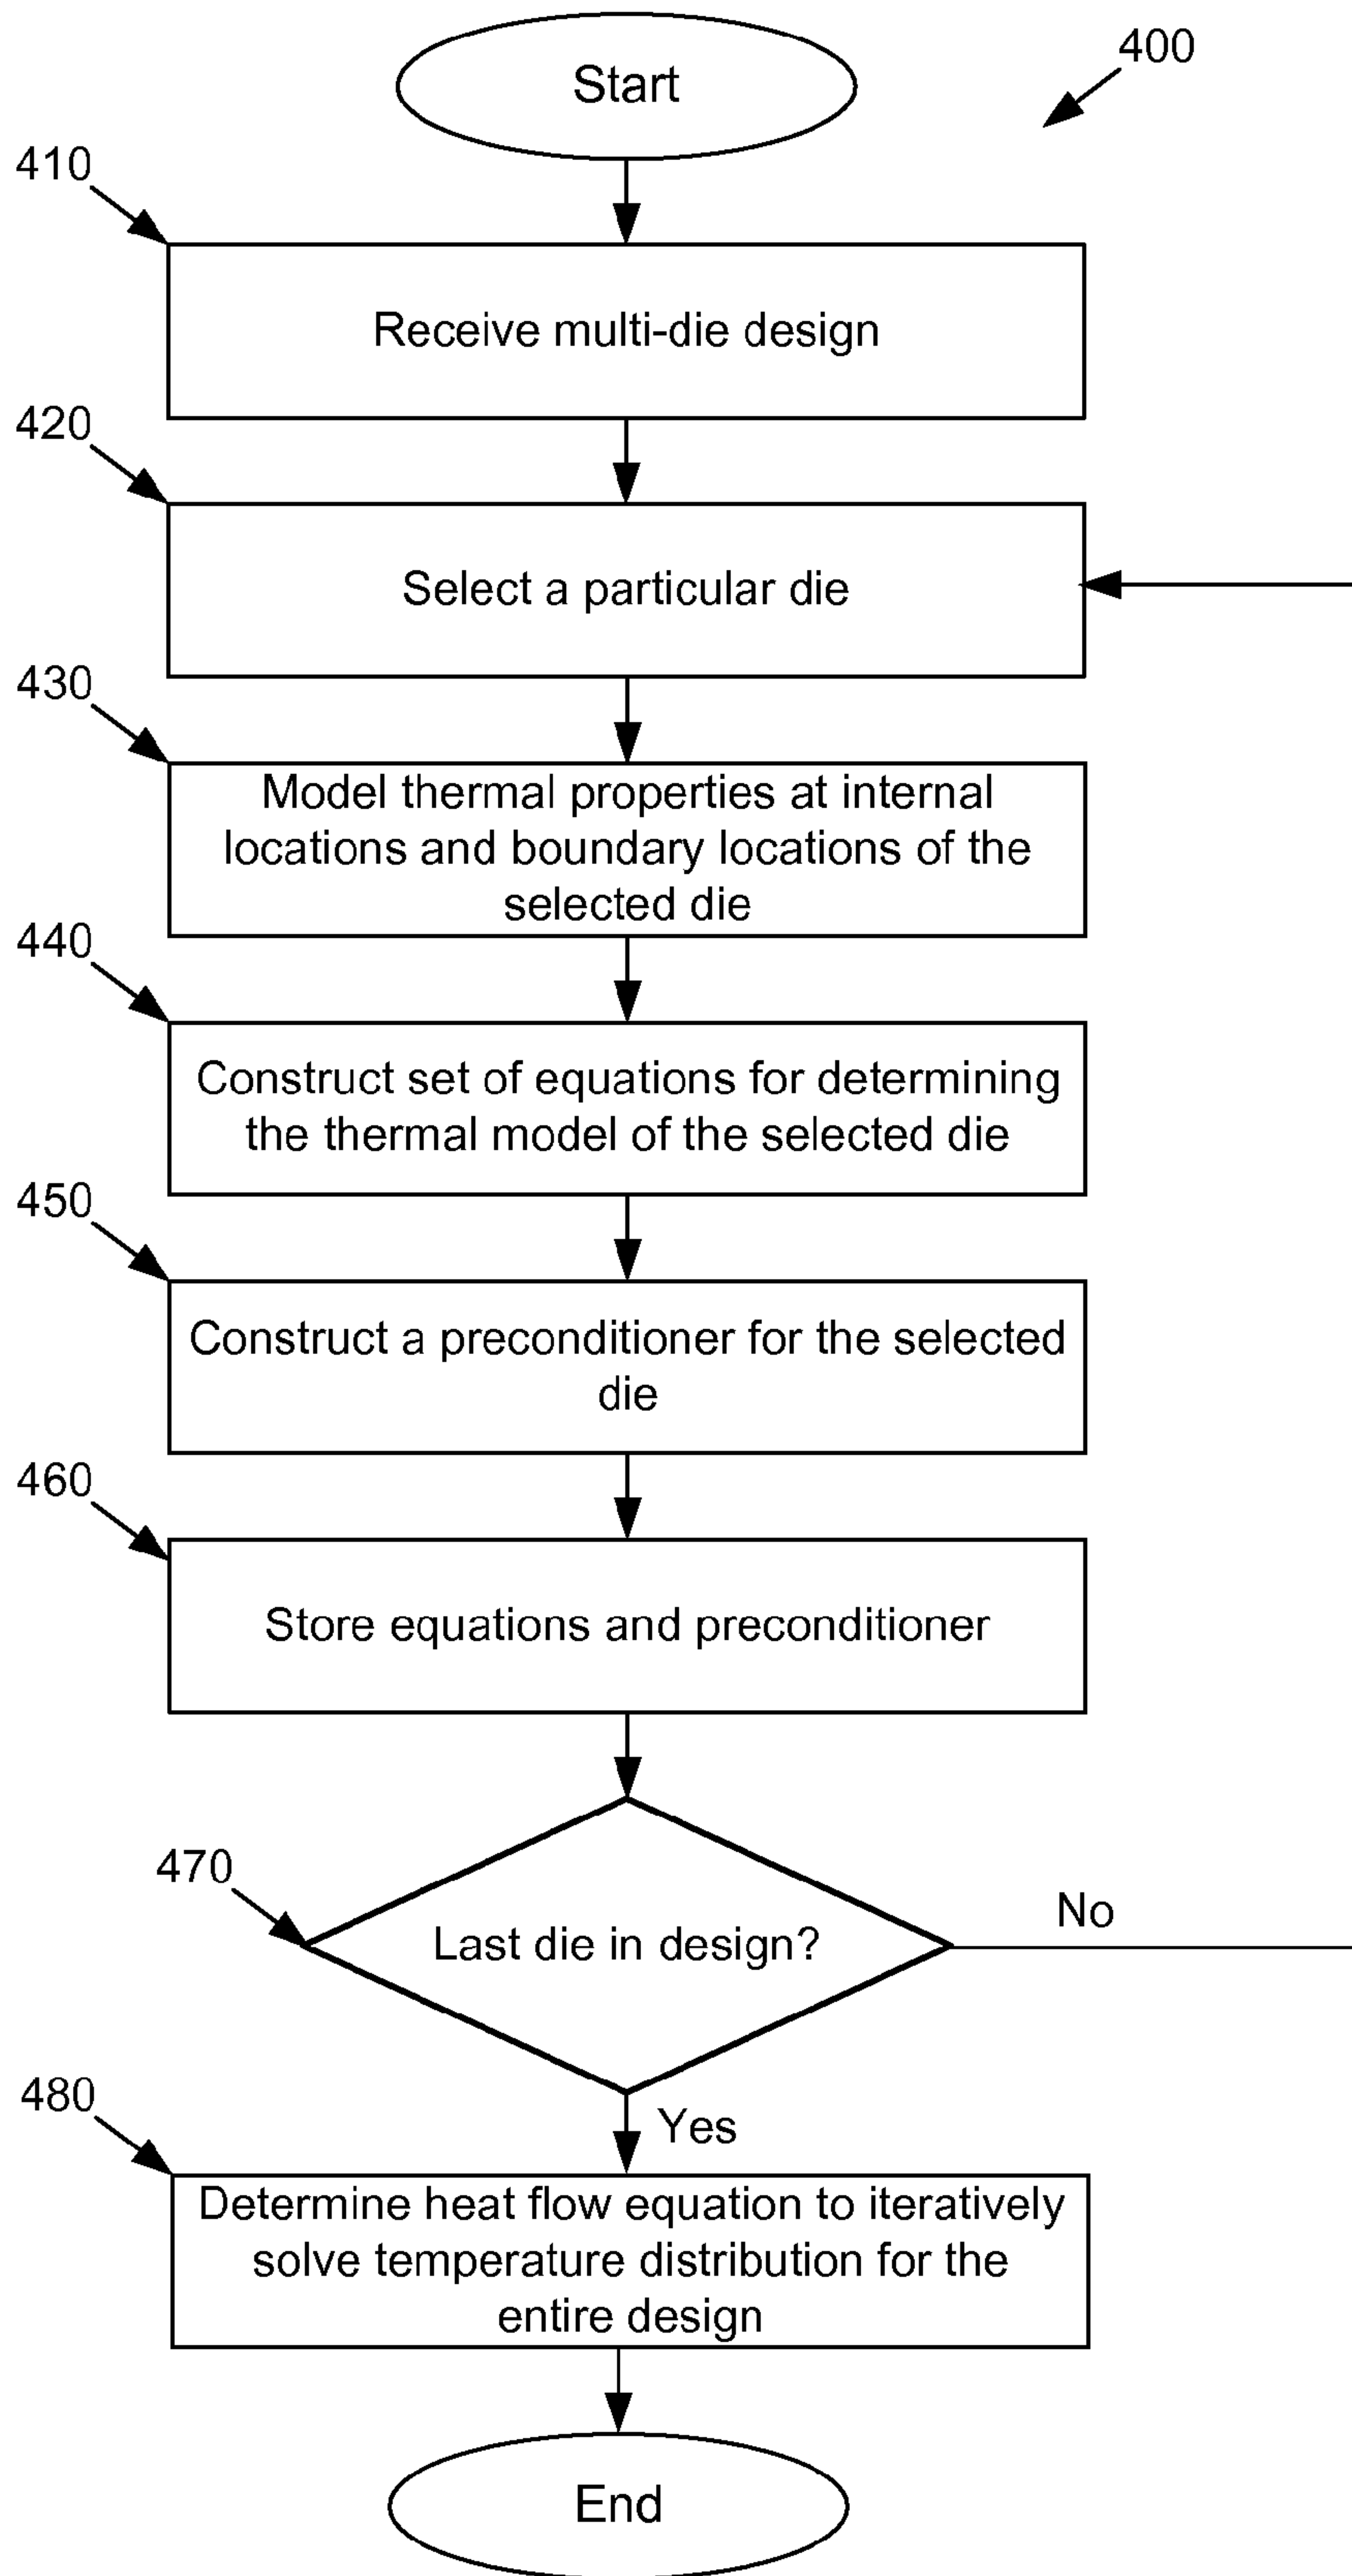 Start
400
410
Receive multi-die design
420
Select a particular die
430
Model thermal properties at internal
locations and boundary locations of the
selected die
440
Construct set of equations for determining
the thermal model of the selected die
450
Construct a preconditioner for the selected
die
460
Store equations and preconditioner
470
Last die in design?
No
Yes
480
Determine heat flow equation to iteratively
solve temperature distribution for the
entire design
End